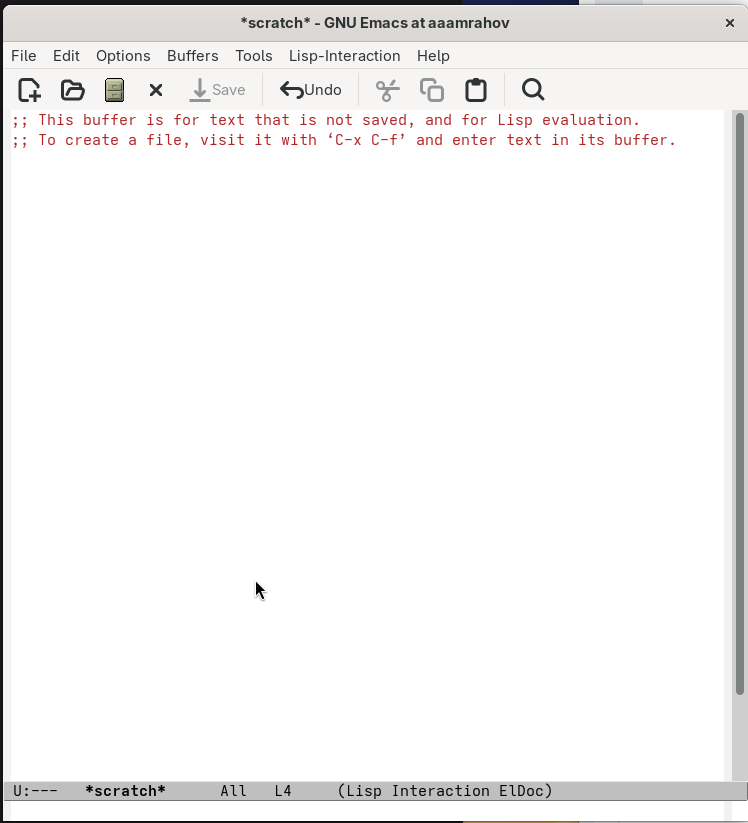 *scratch* - GNU Emacs at aaamrahov ×
File Edit Options Buffers Tools Lisp-Interaction Help
Save Undo
;; This buffer is for text that is not saved, and for Lisp evaluation.
;; To create a file, visit it with ‘C-x C-f’ and enter text in its buffer.
U:--- *scratch* All L4 (Lisp Interaction ElDoc)